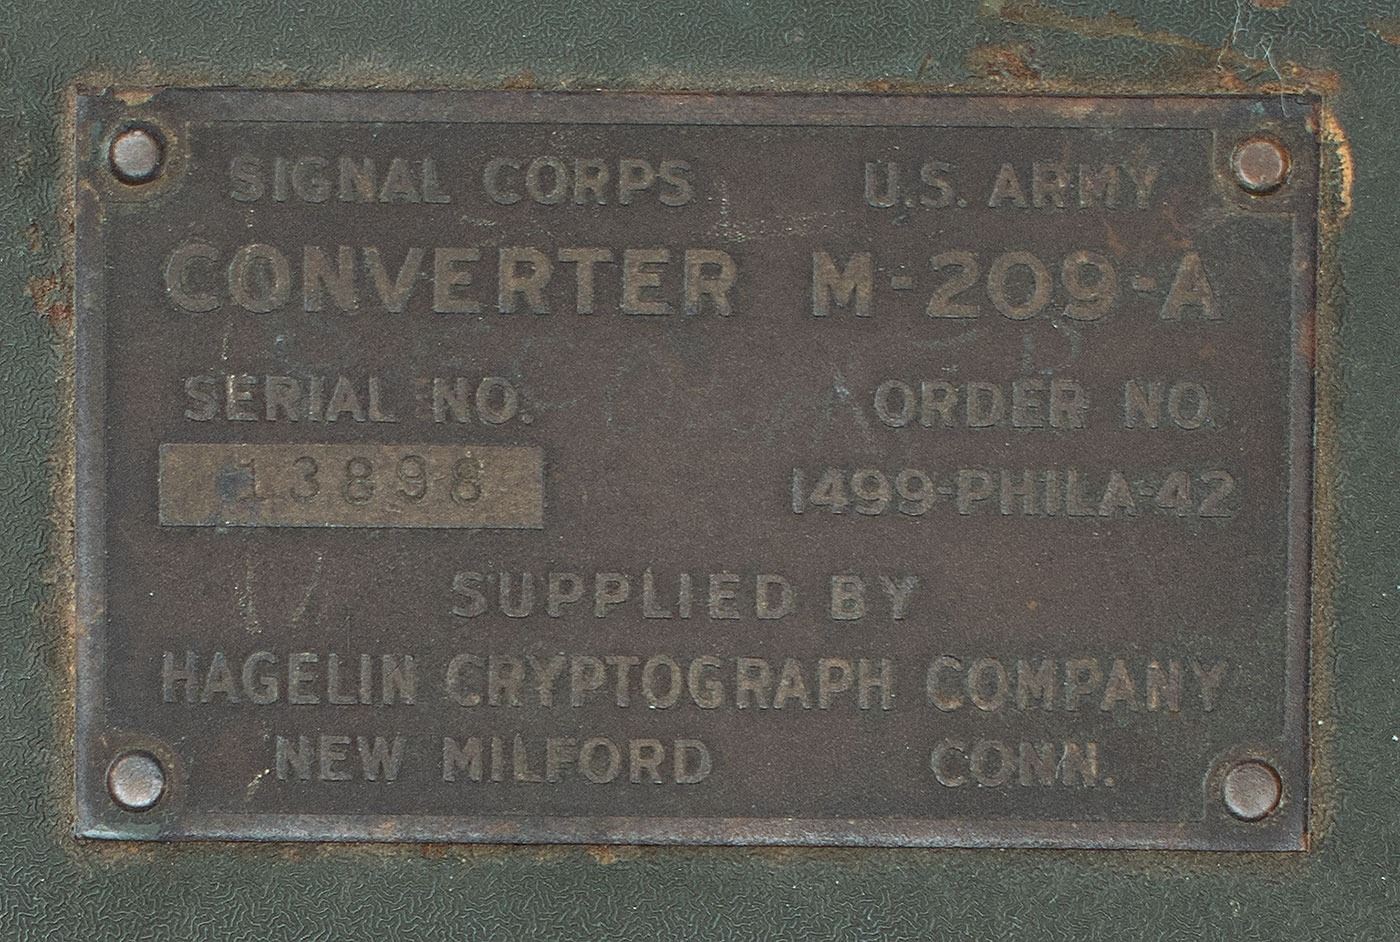 SIGNAL CORPS U.S. ARMY
CONVERTER M-209-A
SERIAL NO. ORDER NO.
13898 1499-PHILA-42
SUPPLIED BY
HAGELIN CRYPTOGRAPH COMPANY
NEW MILFORD CONN.